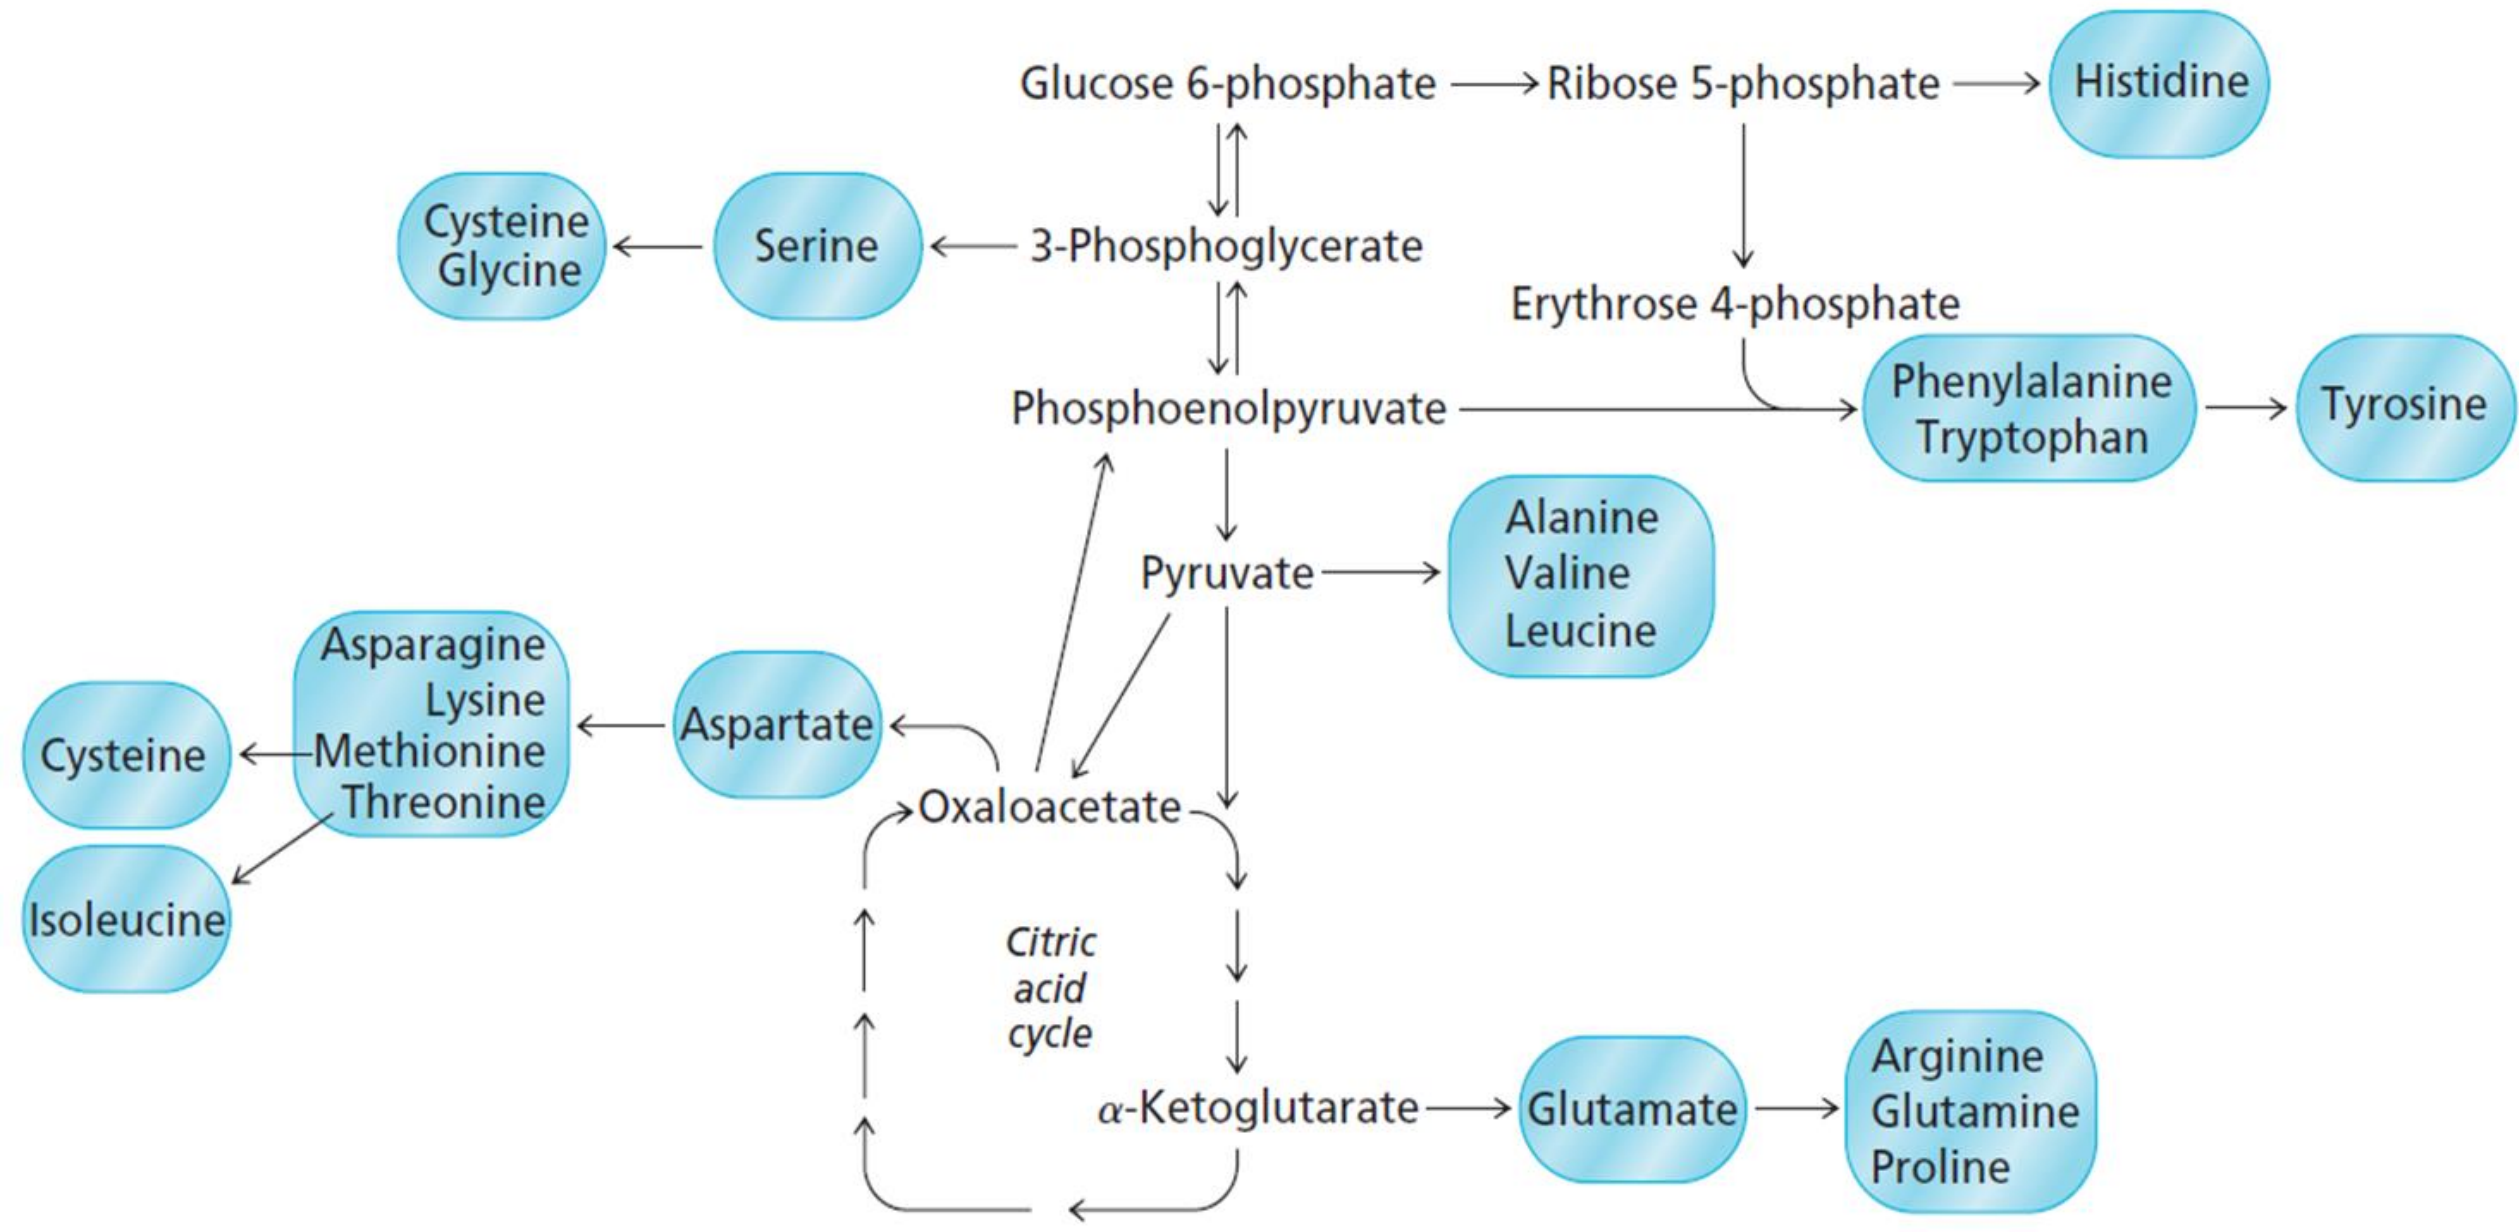 Glucose 6-phosphate
Ribose 5-phosphate
Histidine
Cysteine
Glycine
Serine
3-Phosphoglycerate
Erythrose 4-phosphate
Phosphoenolpyruvate
Phenylalanine
Tryptophan
Tyrosine
Pyruvate
Alanine
Valine
Leucine
Asparagine
Lysine
Methionine
Threonine
Aspartate
Cysteine
Isoleucine
Oxaloacetate
Citric
acid
cycle
α-Ketoglutarate
Glutamate
Arginine
Glutamine
Proline